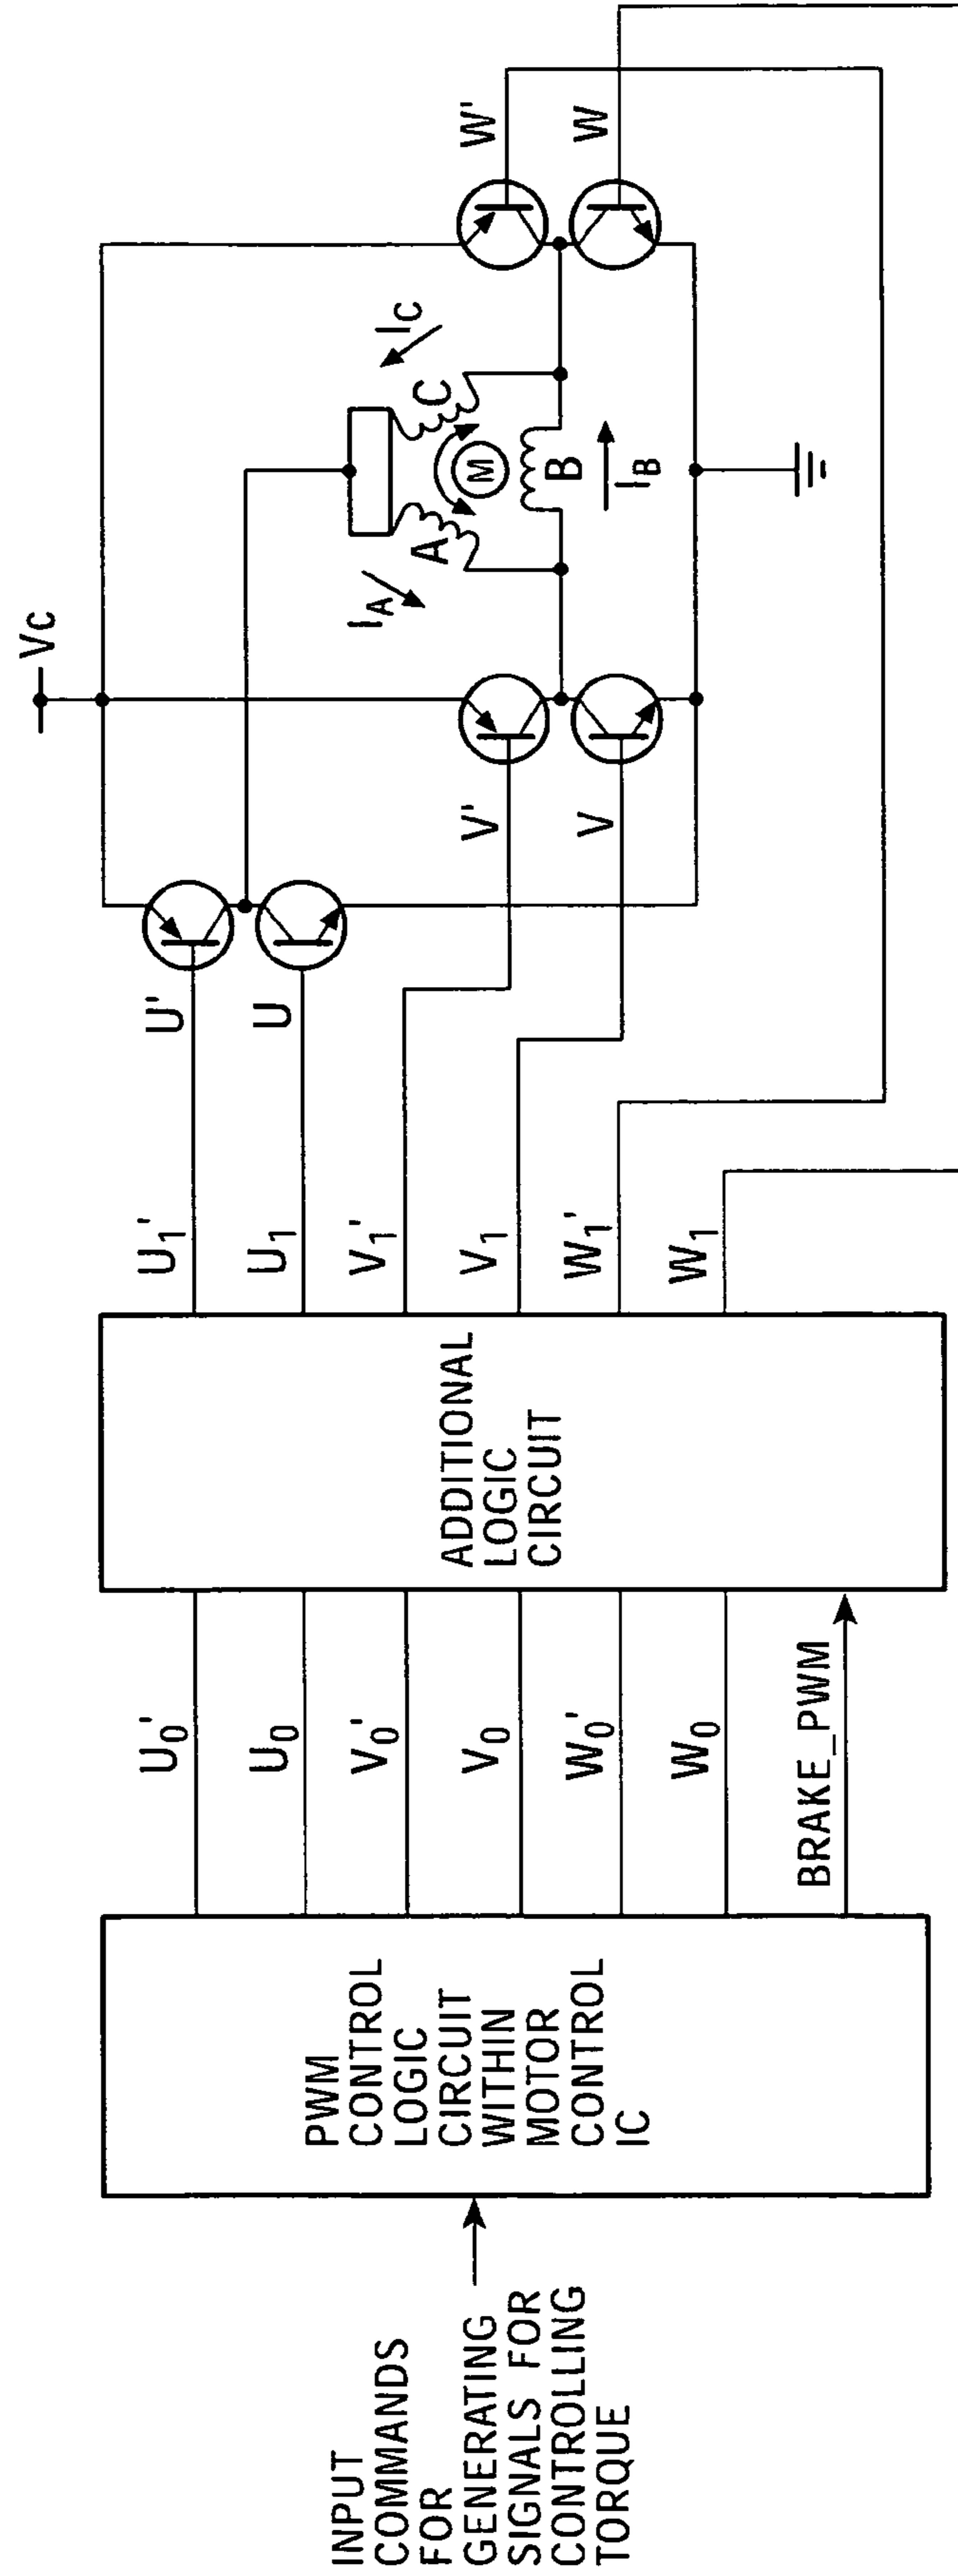 INPUT
COMMANDS
FOR
GENERATING
SIGNALS FOR
CONTROLLING
TORQUE
PWM
CONTROL
LOGIC
CIRCUIT
WITHIN
MOTOR
CONTROL
IC
U0'
U0
V0'
V0
W0'
W0
BRAKE_PWM
ADDITIONAL
LOGIC
CIRCUIT
U1'
U1
V1'
V1
W1'
W1
U'
U
V'
V
Vc
IA
A
M
C
IC
B
IB
W'
W